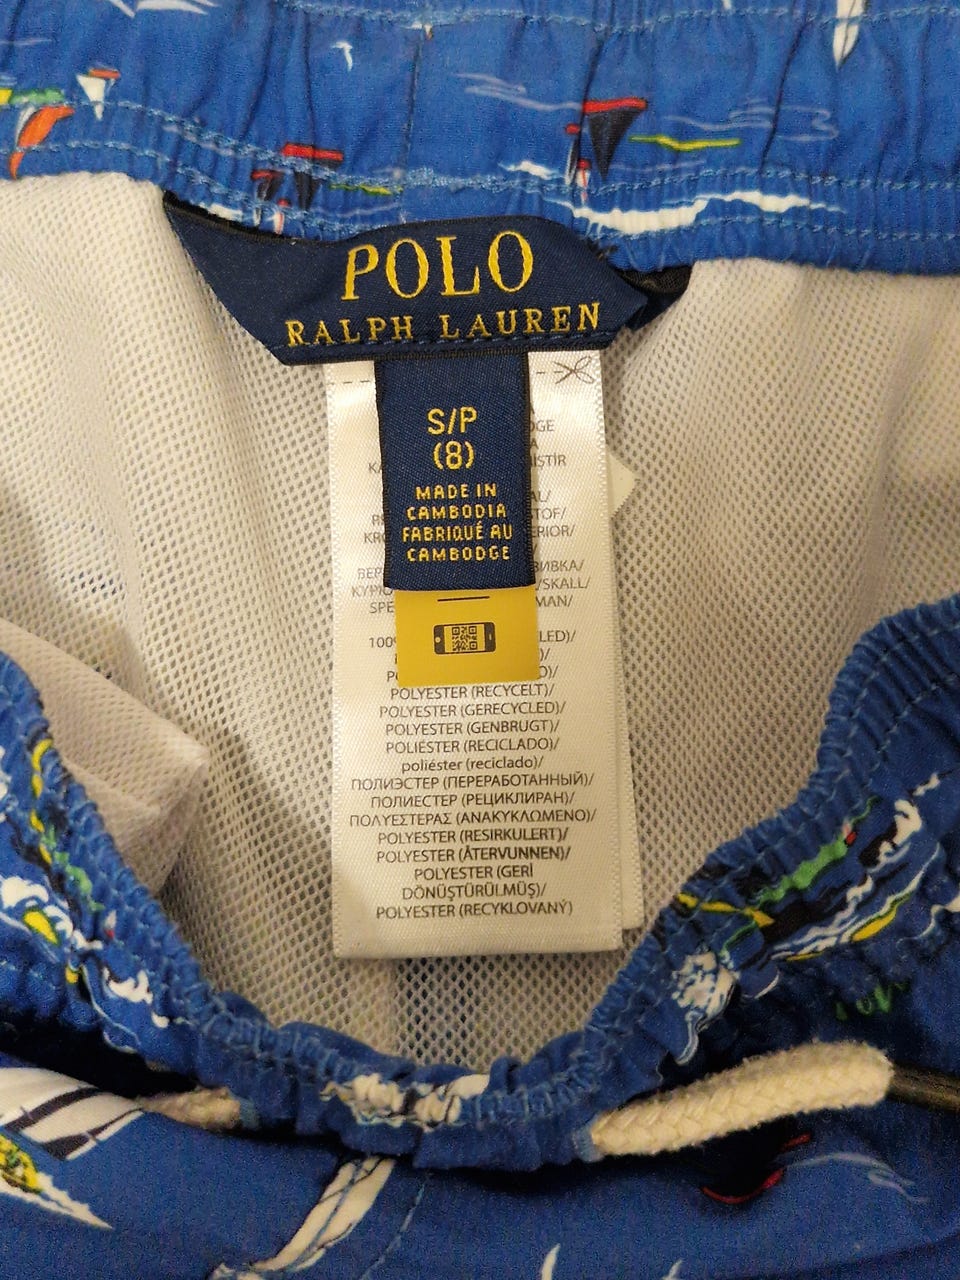 POLO
RALPH LAUREN
S/P
(8)
MADE IN
CAMBODIA
FABRIQUÉ AU
CAMBODGE
POLYESTER (RECYCELT)/
POLYESTER (GERECYCLED)/
POLYESTER (GENBRUGT)/
POLIÉSTER (RECICLADO)/
poliéster (reciclado)/
ПОЛИЭСТЕР (ПЕРЕРАБОТАННЫЙ)/
ПОЛИЕСТЕР (РЕЦИКЛИРАН)/
ΠΟΛΥΕΣΤΕΡΑΣ (ΑΝΑΚΥΚΛΩΜΕΝΟ)/
POLYESTER (RESIRKULERT)/
POLYESTER (ÅTERVUNNEN)/
POLYESTER (GERİ
DÖNÜŞTÜRÜLMÜŞ)/
POLYESTER (RECYKLOVANÝ)